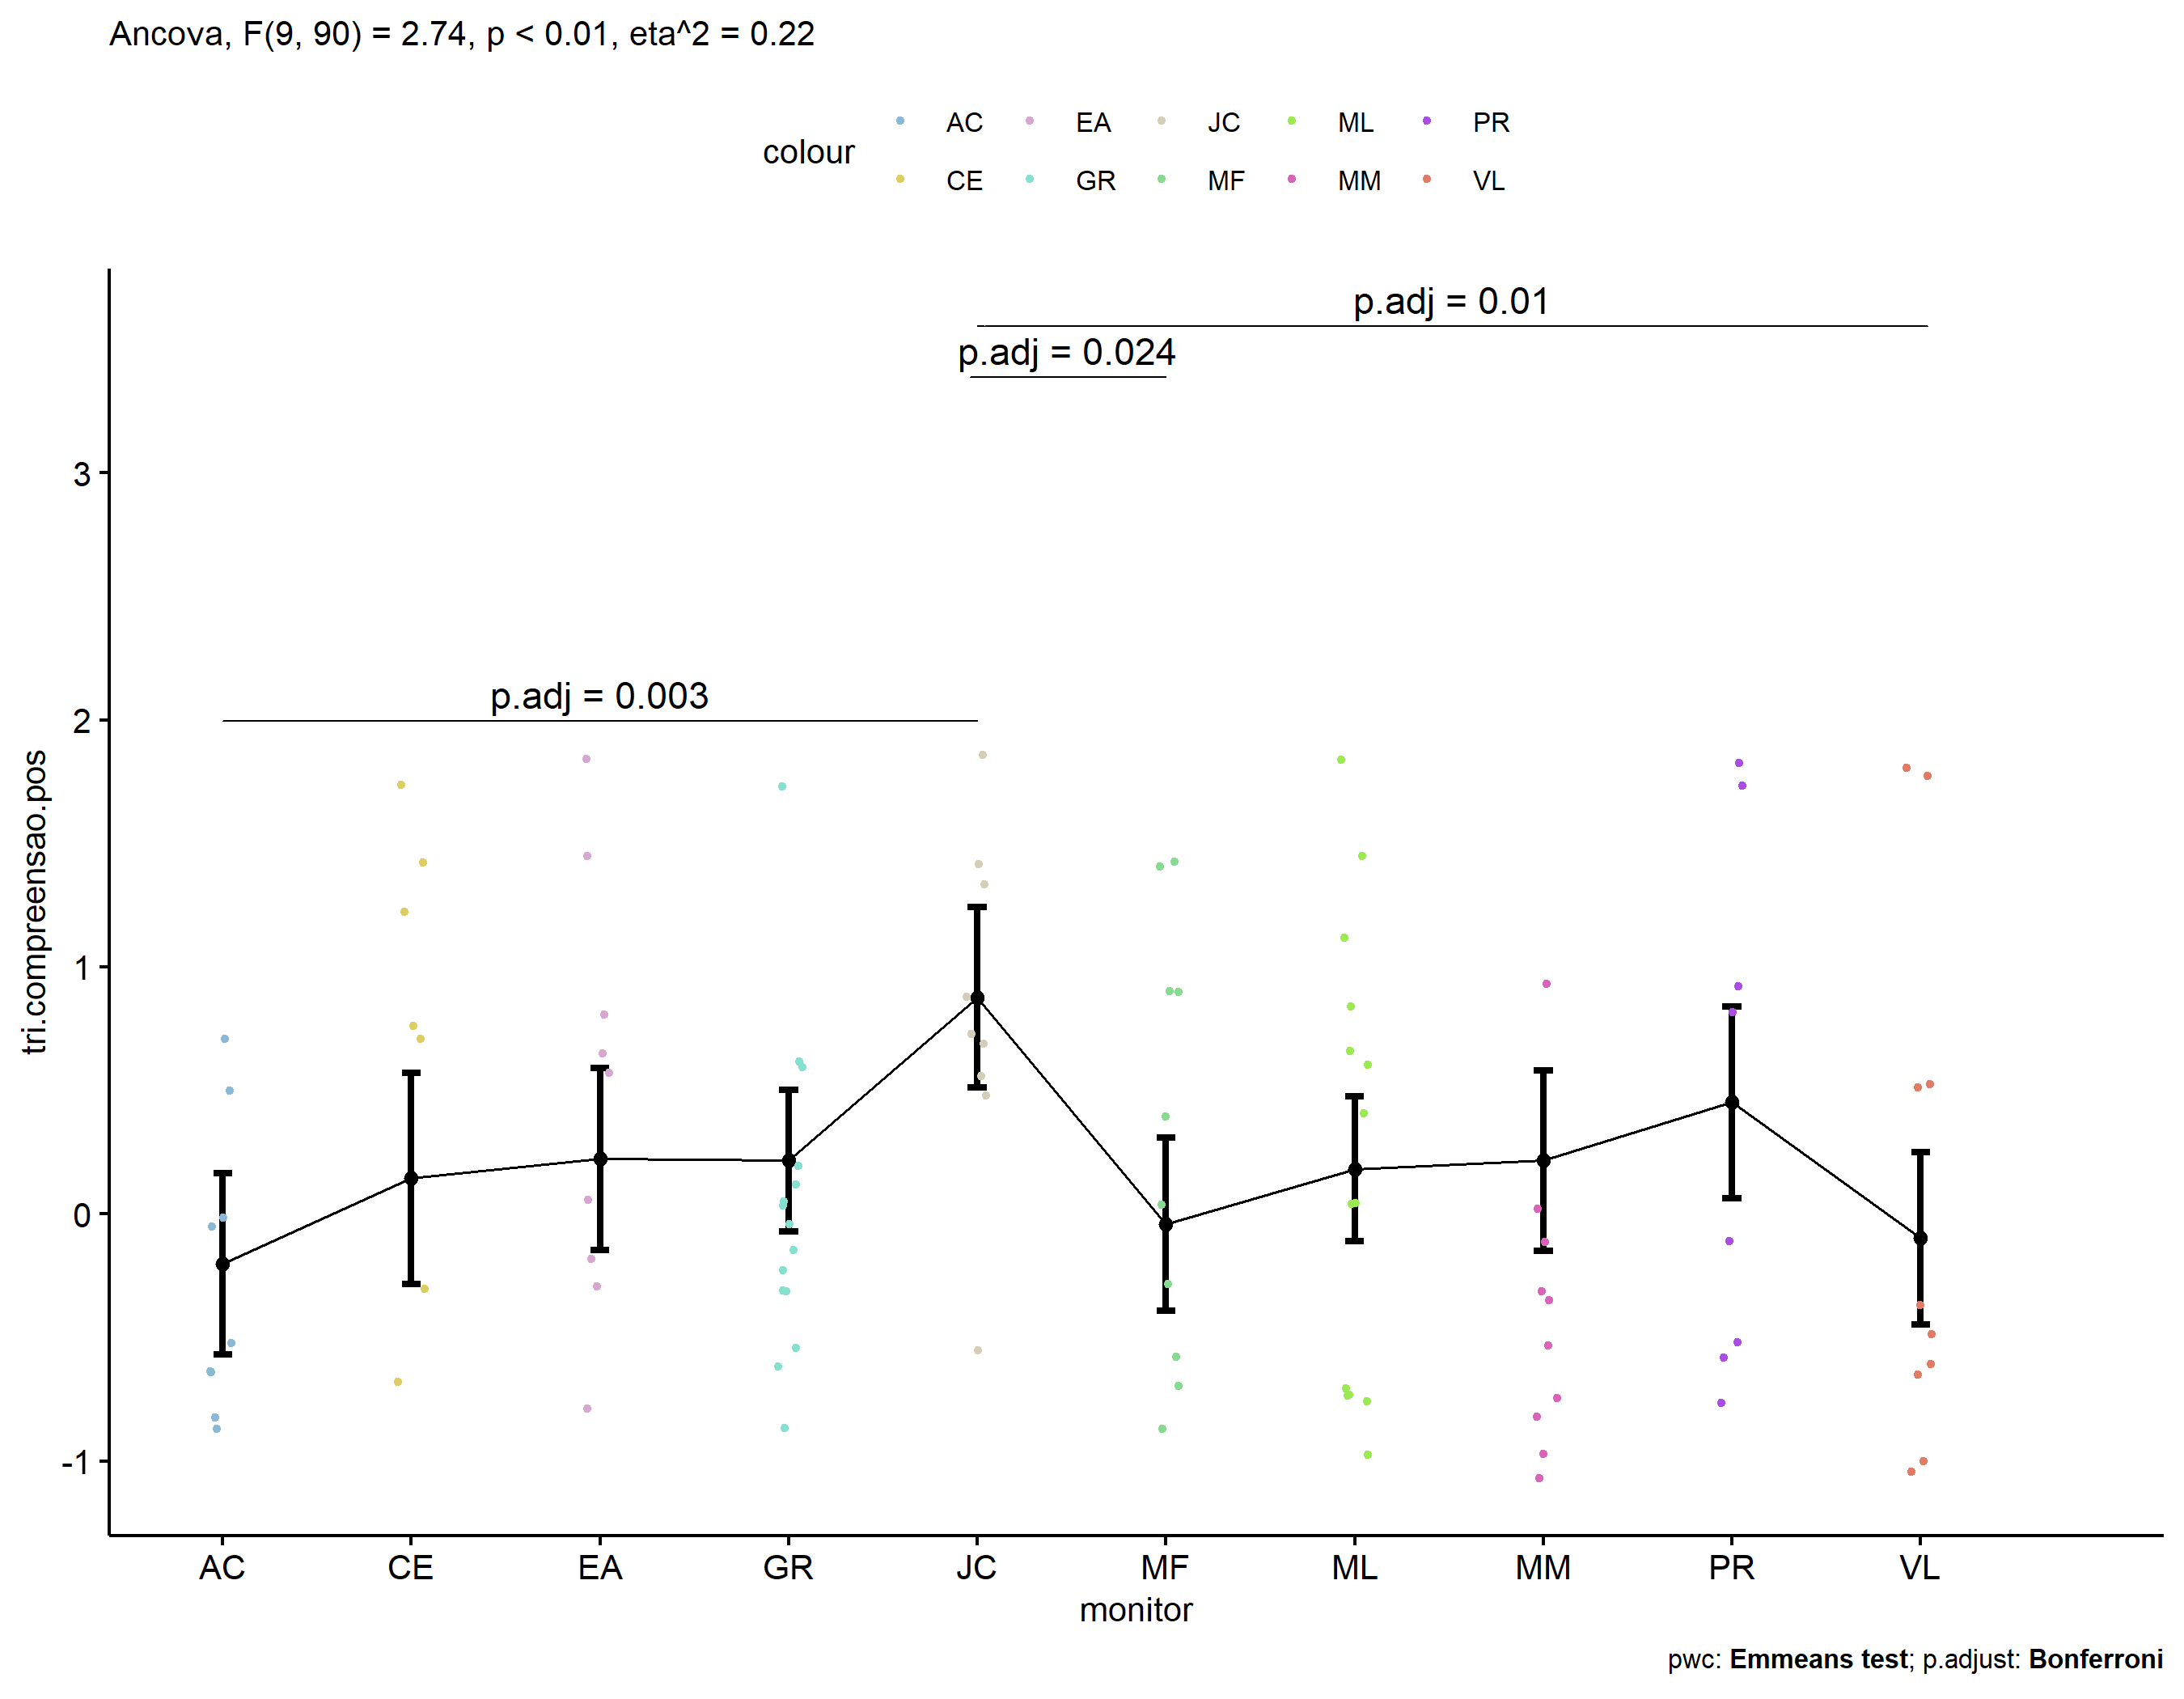 Ancova, F(9, 90) = 2.74, p < 0.01, eta^2 = 0.22
colour
AC EA JC ML PR
CE GR MF MM VL
p.adj = 0.01
p.adj = 0.024
p.adj = 0.003
3
2
1
0
-1
tri.compreensao.pos
AC CE EA GR JC MF ML MM PR VL
monitor
pwc: Emmeans test; p.adjust: Bonferroni